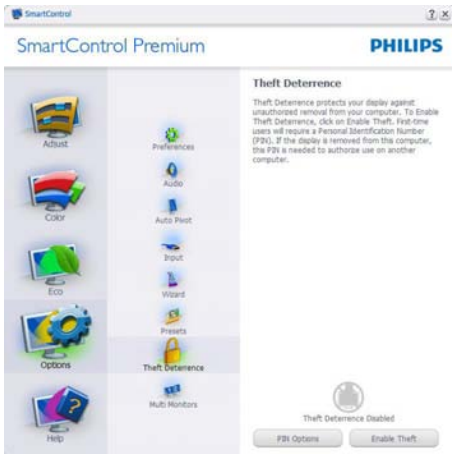 SmartControl
SmartControl Premium
PHILIPS
Adjust
Color
Eco
Options
Help
Preferences
Audio
Auto Pivot
Input
Wizard
Presets
Theft Deterrence
Multi Monitors
Theft Deterrence
Theft Deterrence protects your display against
unauthorized removal from your computer. To Enable
Theft Deterrence, click on Enable Theft. First-time
users will require a Personal Identification Number
(PIN). If the display is removed from this computer,
this PIN is needed to authorize use on another
computer.
Theft Deterrence Disabled
PIN Options
Enable Theft